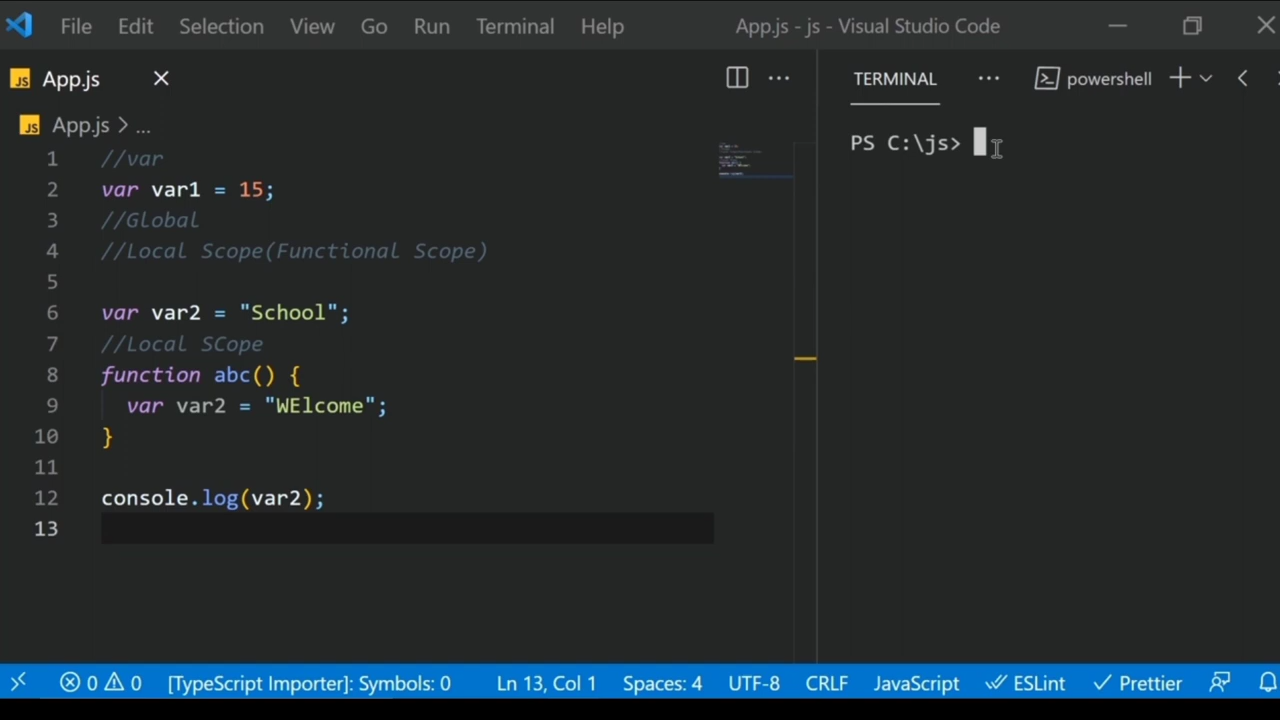 File Edit Selection View Go Run Terminal Help App.js - js - Visual Studio Code
JS App.js
JS App.js > ...
1 //var
2 var var1 = 15;
3 //Global
4 //Local Scope(Functional Scope)
5
6 var var2 = "School";
7 //Local SCope
8 function abc() {
9 var var2 = "WElcome";
10 }
11
12 console.log(var2);
13
TERMINAL ... powershell
PS C:\js>
0 0 [TypeScript Importer]: Symbols: 0 Ln 13, Col 1 Spaces: 4 UTF-8 CRLF JavaScript ESLint Prettier